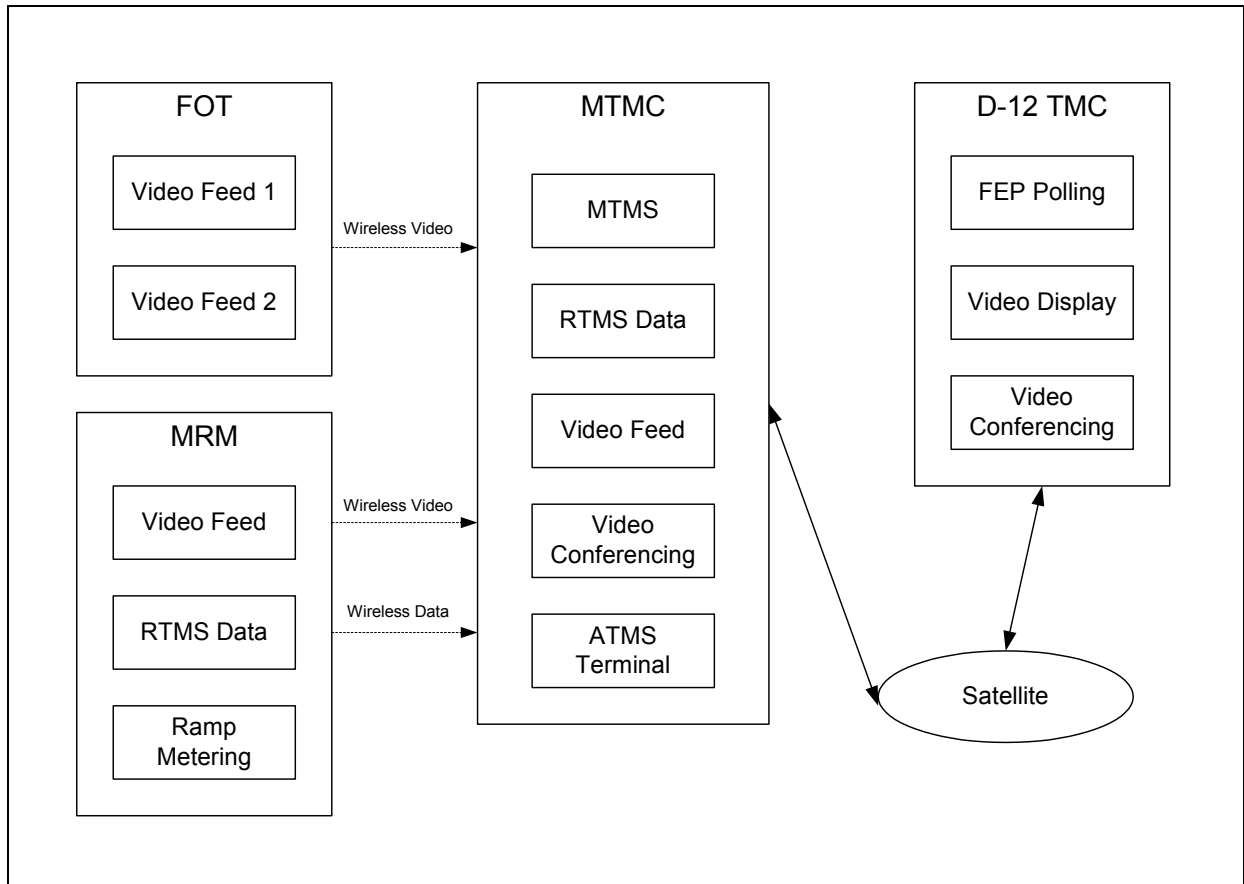 FOT
Video Feed 1
Video Feed 2
Wireless Video
MRM
Video Feed
RTMS Data
Ramp
Metering
Wireless Video
Wireless Data
MTMC
MTMS
RTMS Data
Video Feed
Video
Conferencing
ATMS
Terminal
D-12 TMC
FEP Polling
Video Display
Video
Conferencing
Satellite